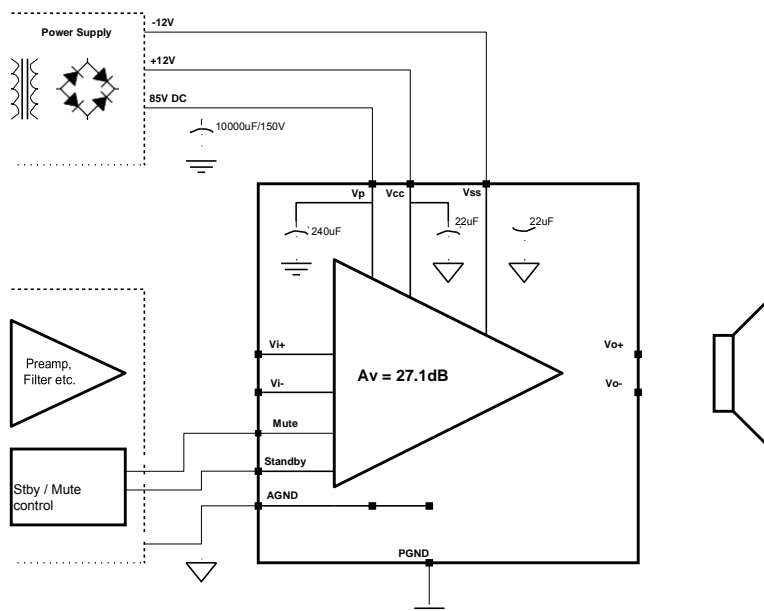 -12V
Power Supply
+12V
85V DC
10000uF/150V
Vp
Vcc
Vss
240uF
22uF
22uF
Vi+
Vo+
Preamp,
Filter etc.
Av = 27.1dB
Vi-
Vo-
Mute
Standby
Stby / Mute
control
AGND
PGND